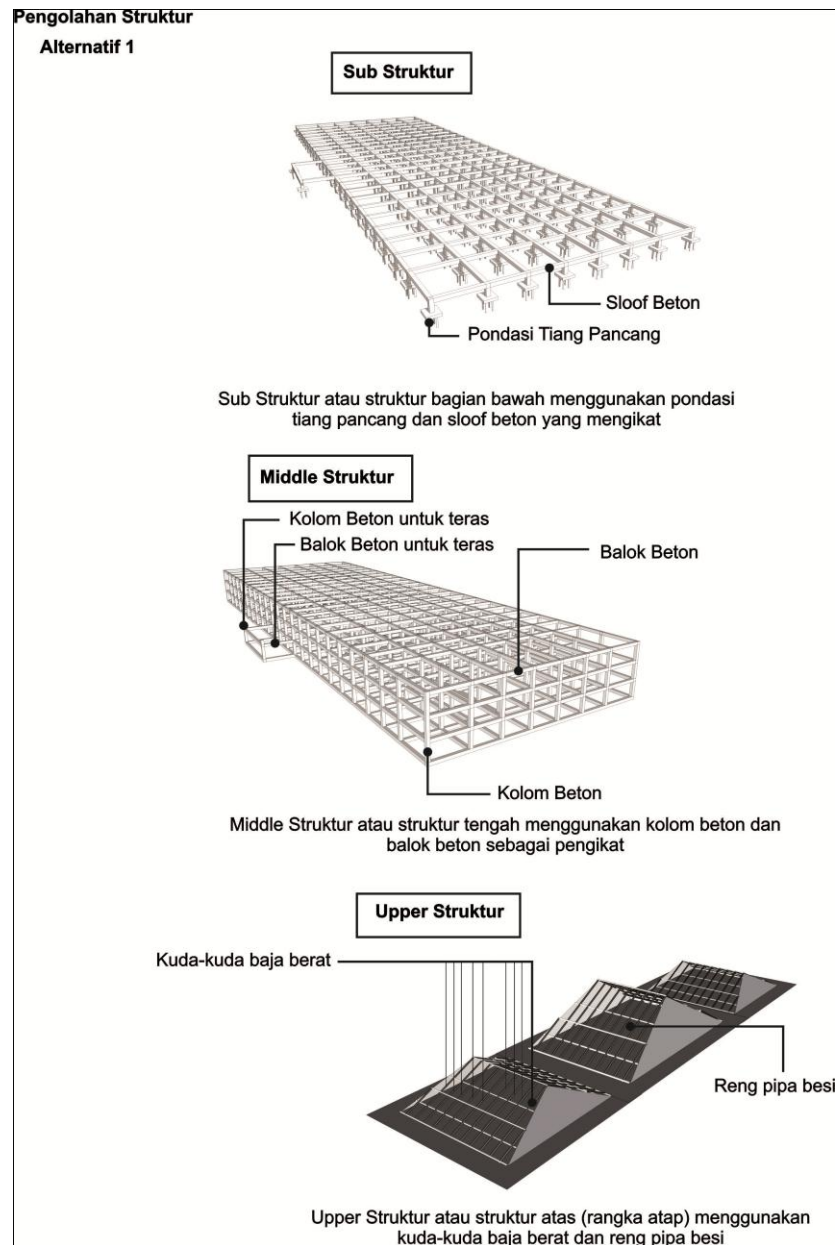 Pengolahan Struktur
Alternatif 1
Sub Struktur
Sloof Beton
Pondasi Tiang Pancang
Sub Struktur atau struktur bagian bawah menggunakan pondasi
tiang pancang dan sloof beton yang mengikat
Middle Struktur
Kolom Beton untuk teras
Balok Beton untuk teras
Balok Beton
Kolom Beton
Middle Struktur atau struktur tengah menggunakan kolom beton dan
balok beton sebagai pengikat
Upper Struktur
Kuda-kuda baja berat
Reng pipa besi
Upper Struktur atau struktur atas (rangka atap) menggunakan
kuda-kuda baja berat dan reng pipa besi